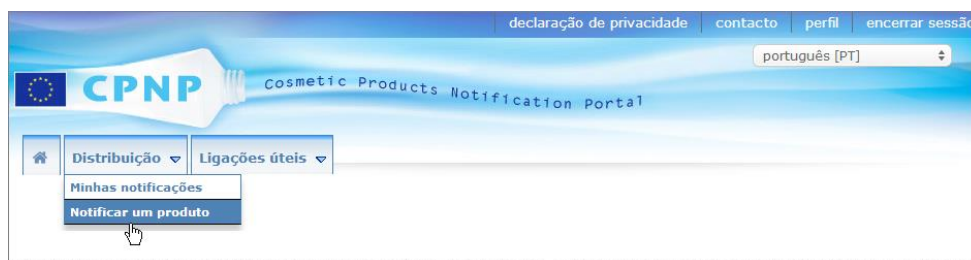 declaração de privacidade contacto perfil encerrar sessão
português [PT]
CPNP Cosmetic Products Notification Portal
Distribuição Ligações úteis
Minhas notificações
Notificar um produto